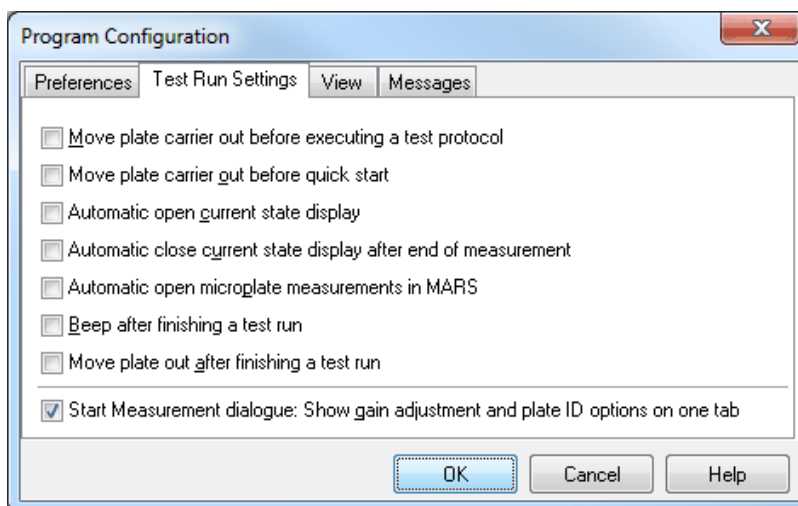 Program Configuration
Preferences Test Run Settings View Messages
Move plate carrier out before executing a test protocol
Move plate carrier out before quick start
Automatic open current state display
Automatic close current state display after end of measurement
Automatic open microplate measurements in MARS
Beep after finishing a test run
Move plate out after finishing a test run
Start Measurement dialogue: Show gain adjustment and plate ID options on one tab
OK Cancel Help